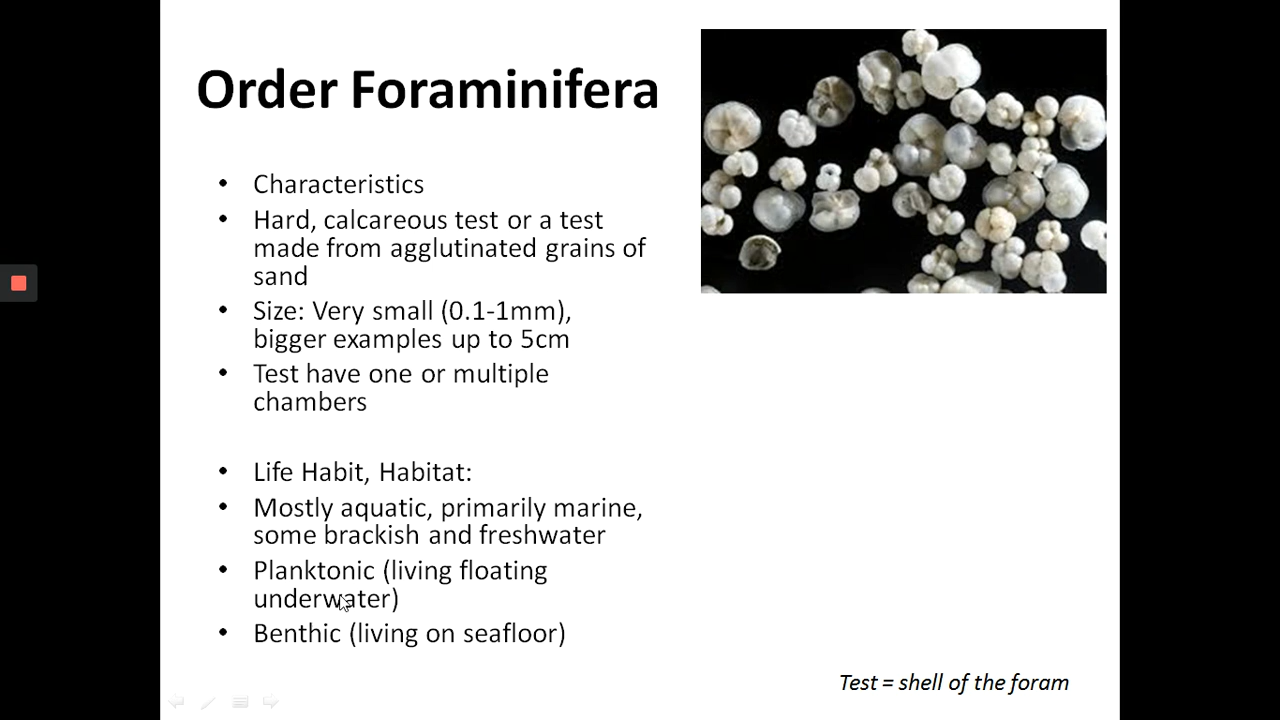 Order Foraminifera
• Characteristics
• Hard, calcareous test or a test
made from agglutinated grains of
sand
• Size: Very small (0.1-1mm),
bigger examples up to 5cm
• Test have one or multiple
chambers
• Life Habit, Habitat:
• Mostly aquatic, primarily marine,
some brackish and freshwater
• Planktonic (living floating
underwater)
• Benthic (living on seafloor)
Test = shell of the foram